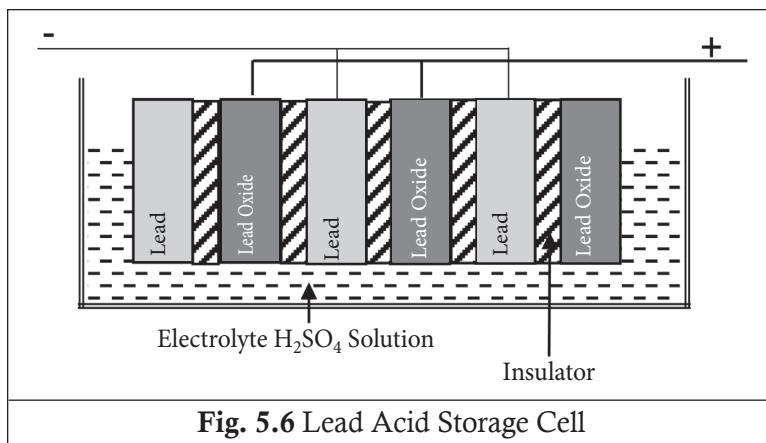 -
+
Lead
Lead Oxide
Lead
Lead Oxide
Lead
Lead Oxide
Electrolyte H₂SO₄ Solution
Insulator
Fig. 5.6 Lead Acid Storage Cell